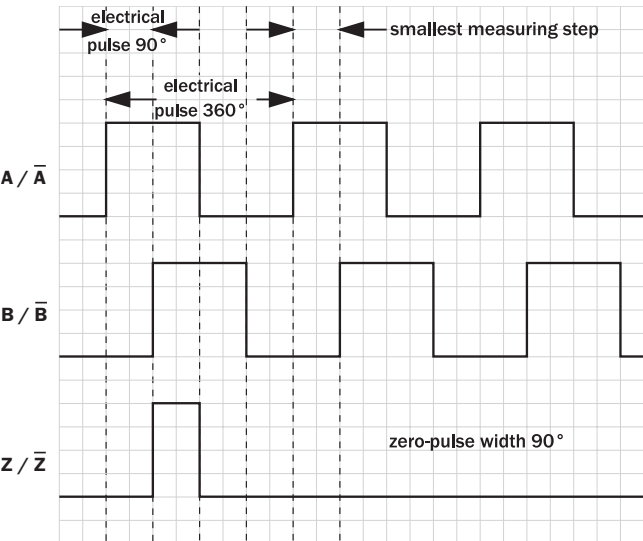 electrical
pulse 90°
smallest measuring step
electrical
pulse 360°
A / A̅
B / B̅
zero-pulse width 90°
Z / Z̅